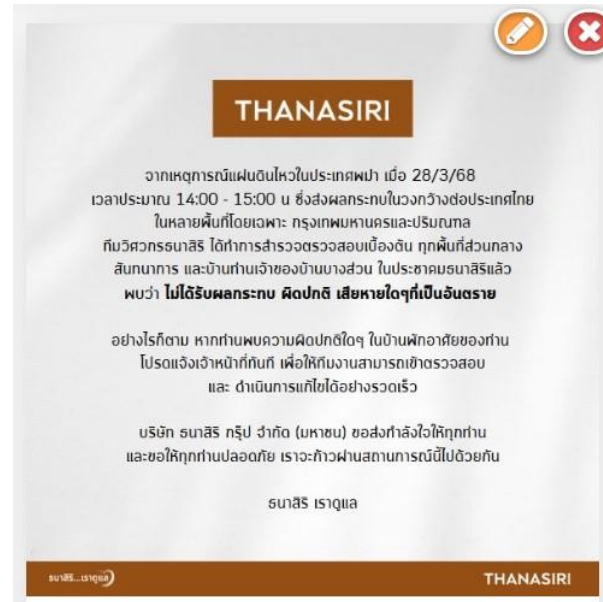 THANASIRI
จากเหตุการณ์แผ่นดินไหวในประเทศพม่า เมื่อ 28/3/68
เวลาประมาณ 14:00 - 15:00 น ซึ่งส่งผลกระทบในวงกว้างต่อประเทศไทย
ในหลายพื้นที่โดยเฉพาะ กรุงเทพมหานครและปริมณฑล
ทีมวิศวกรธนาสิริ ได้ทำการสำรวจตรวจสอบเบื้องต้น ทุกพื้นที่ส่วนกลาง
สันทนาการ และบ้านท่านเจ้าของบ้านบางส่วน ในประชาคมธนาสิริแล้ว
พบว่า ไม่ได้รับผลกระทบ ผิดปกติ เสียหายใดๆที่เป็นอันตราย
อย่างไรก็ตาม หากท่านพบความผิดปกติใดๆ ในบ้านพักอาศัยของท่าน
โปรดแจ้งเจ้าหน้าที่ทันที เพื่อให้ทีมงานสามารถเข้าตรวจสอบ
และ ดำเนินการแก้ไขได้อย่างรวดเร็ว
บริษัท ธนาสิริ กรุ๊ป จำกัด (มหาชน) ขอส่งกำลังใจให้ทุกท่าน
และขอให้ทุกท่านปลอดภัย เราจะก้าวผ่านสถานการณ์นี้ไปด้วยกัน
ธนาสิริ เราดูแล
ธนาสิริ...เราดูแล
THANASIRI